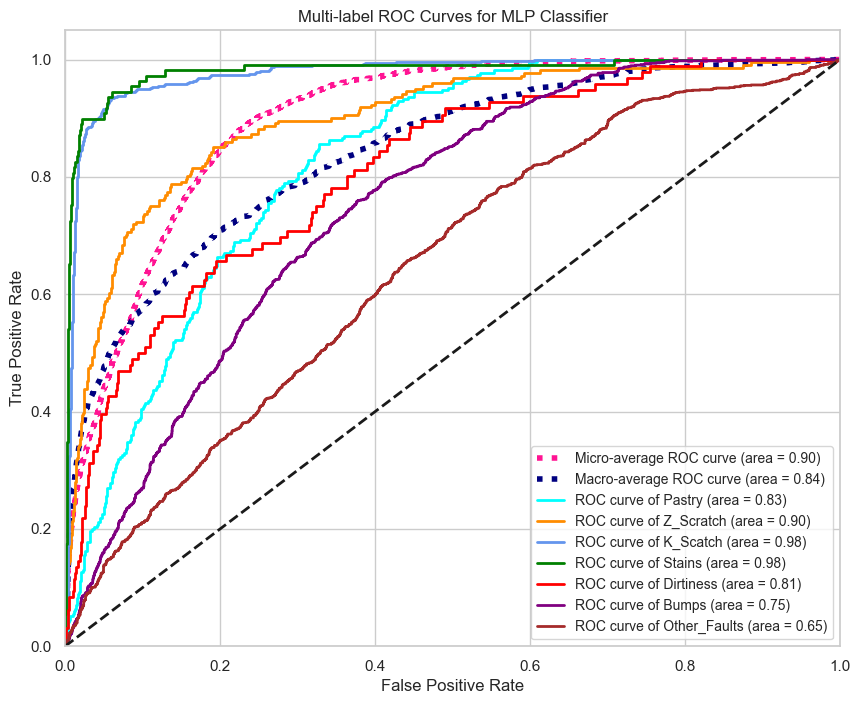 Multi-label ROC Curves for MLP Classifier
1.0
0.8
0.6
0.4
0.2
0.0
True Positive Rate
Micro-average ROC curve (area = 0.90)
Macro-average ROC curve (area = 0.84)
ROC curve of Pastry (area = 0.83)
ROC curve of Z_Scratch (area = 0.90)
ROC curve of K_Scatch (area = 0.98)
ROC curve of Stains (area = 0.98)
ROC curve of Dirtiness (area = 0.81)
ROC curve of Bumps (area = 0.75)
ROC curve of Other_Faults (area = 0.65)
0.0 0.2 0.4 0.6 0.8 1.0
False Positive Rate